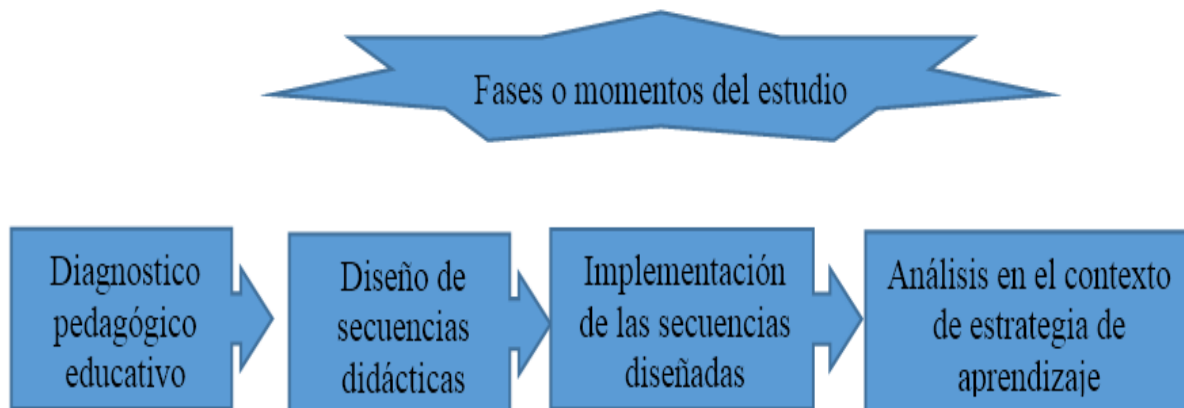 Fases o momentos del estudio
Diagnostico
pedagógico
educativo
Diseño de
secuencias
didácticas
Implementación
de las secuencias
diseñadas
Análisis en el contexto
de estrategia de
aprendizaje